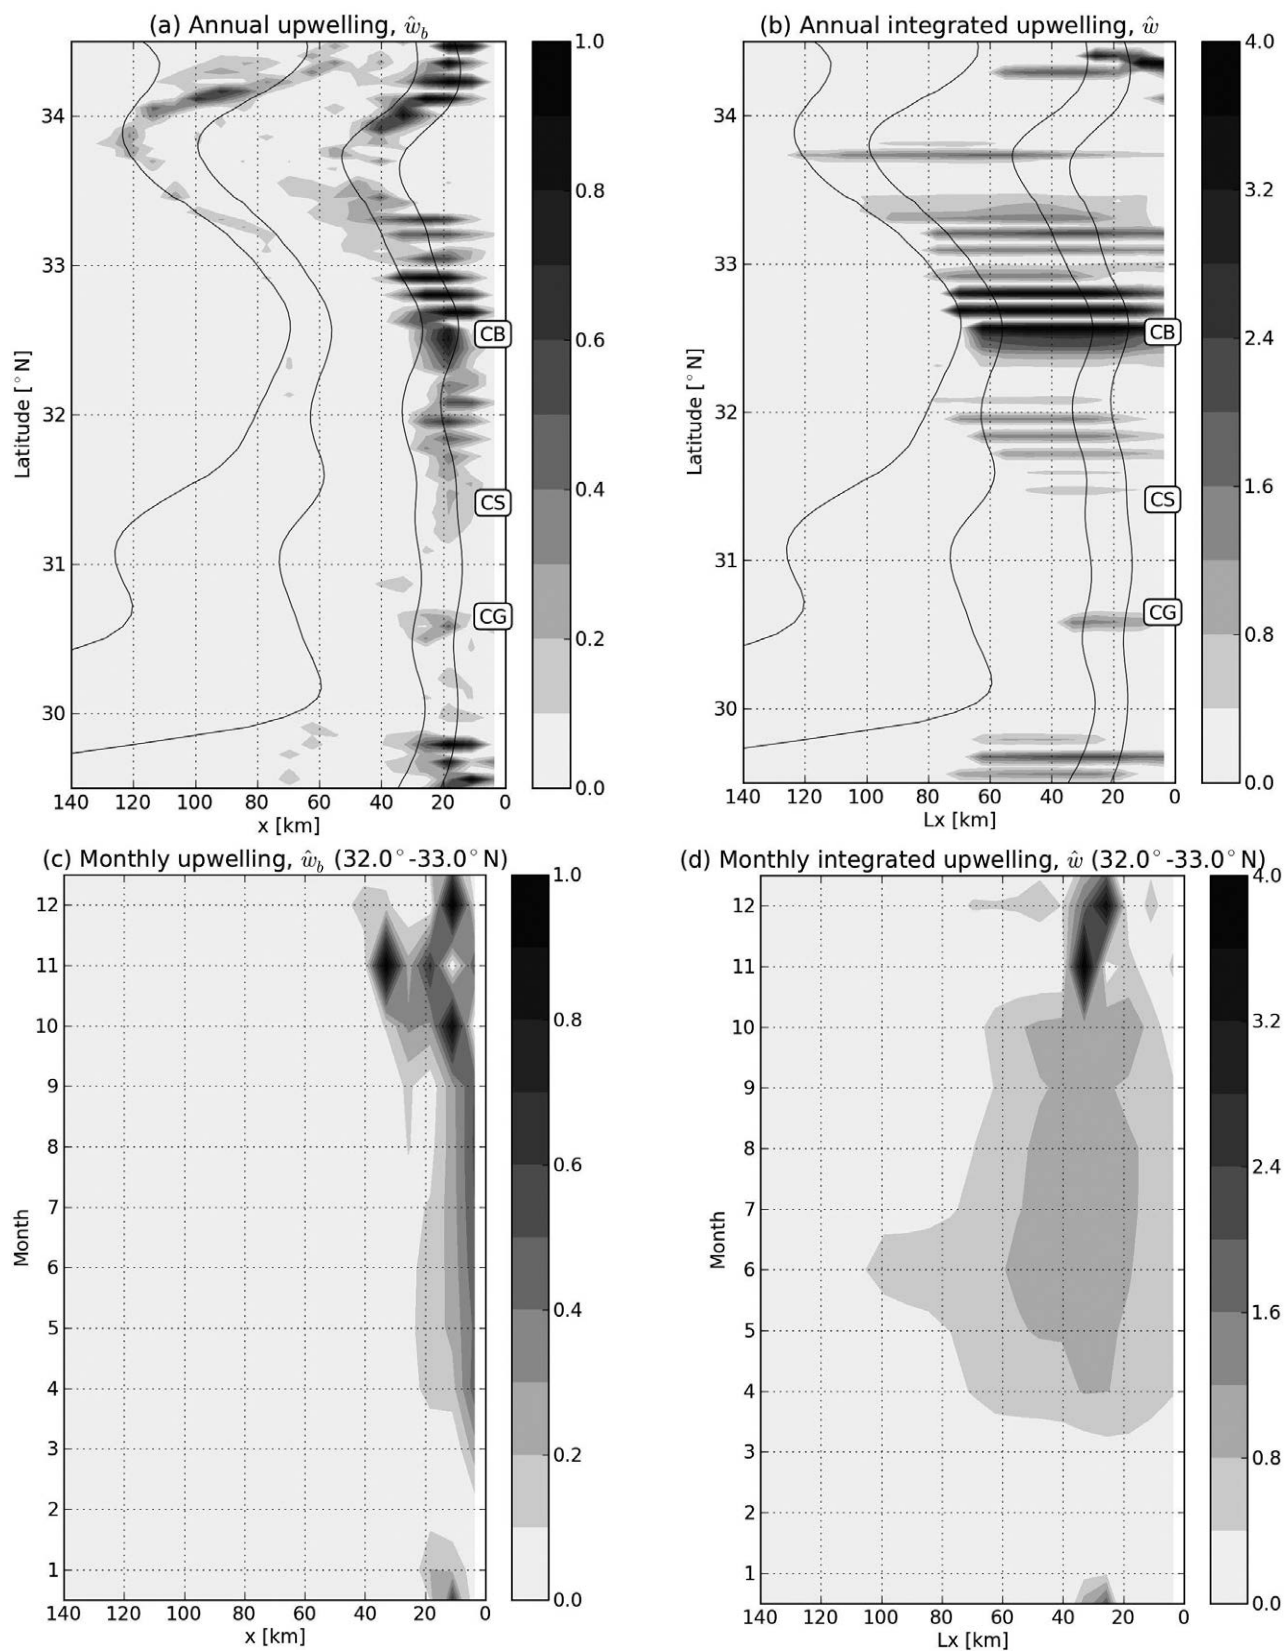 (a) Annual upwelling, ŵ_b
34
33
32
31
30
Latitude [°N]
CB
CS
CG
140 120 100 80 60 40 20 0
x [km]
1.0
0.8
0.6
0.4
0.2
0.0
(b) Annual integrated upwelling, ŵ
34
33
32
31
30
Latitude [°N]
CB
CS
CG
140 120 100 80 60 40 20 0
Lx [km]
4.0
3.2
2.4
1.6
0.8
0.0
(c) Monthly upwelling, ŵ_b (32.0°-33.0°N)
12
11
10
9
8
7
6
5
4
3
2
1
Month
140 120 100 80 60 40 20 0
x [km]
1.0
0.8
0.6
0.4
0.2
0.0
(d) Monthly integrated upwelling, ŵ (32.0°-33.0°N)
12
11
10
9
8
7
6
5
4
3
2
1
Month
140 120 100 80 60 40 20 0
Lx [km]
4.0
3.2
2.4
1.6
0.8
0.0